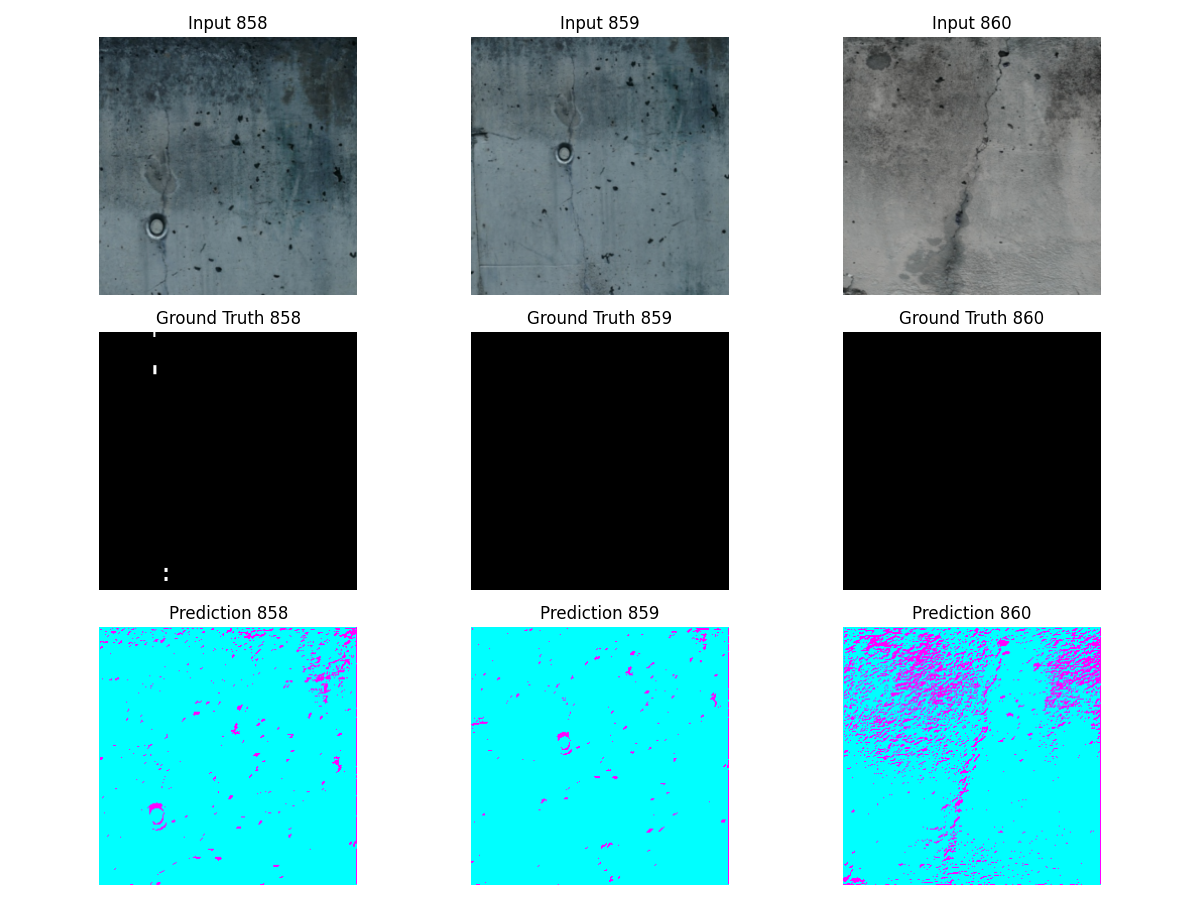 Input 858
Input 859
Input 860
Ground Truth 858
Ground Truth 859
Ground Truth 860
Prediction 858
Prediction 859
Prediction 860